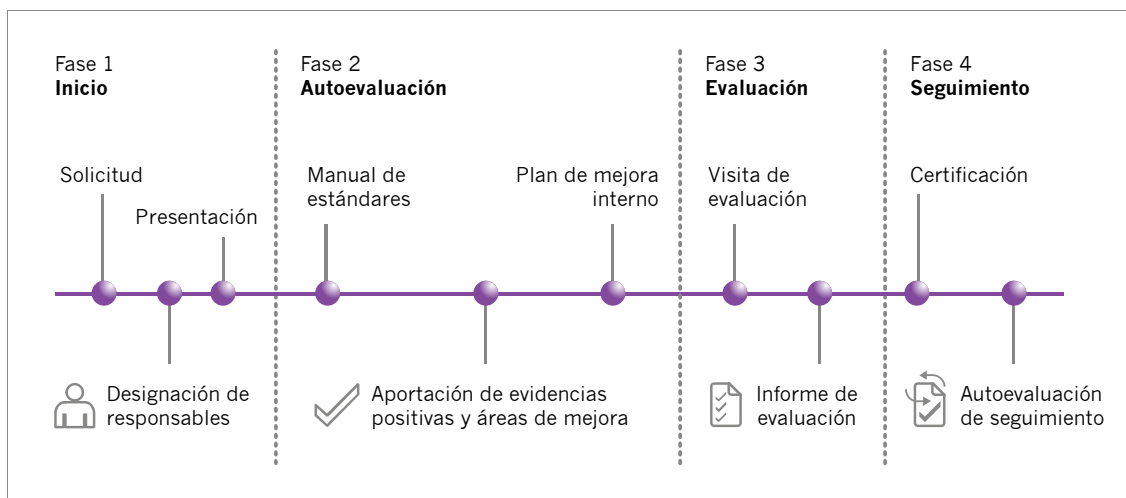 Fase 1
Inicio
Fase 2
Autoevaluación
Fase 3
Evaluación
Fase 4
Seguimiento
Solicitud
Presentación
Manual de
estándares
Plan de mejora
interno
Visita de
evaluación
Certificación
Designación de
responsables
Aportación de evidencias
positivas y áreas de mejora
Informe de
evaluación
Autoevaluación
de seguimiento